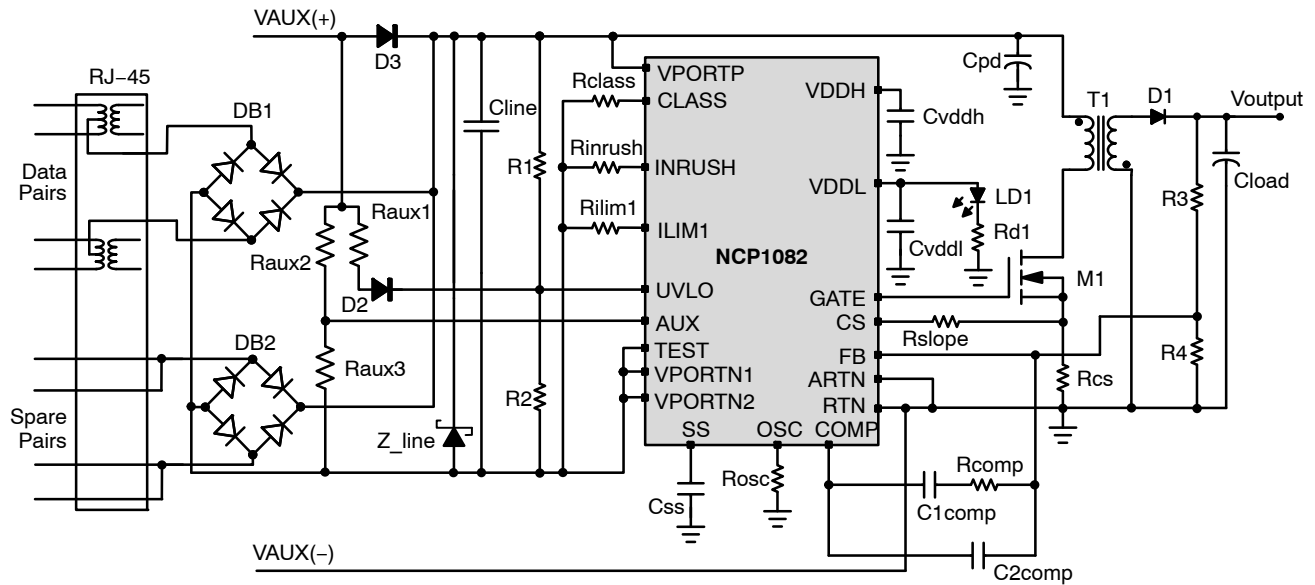 VAUX(+)
D3
RJ−45
DB1
Data
Pairs
Raux1
Raux2
D2
DB2
Raux3
Spare
Pairs
Z_line
Cline
R1
R2
Rclass
Rinrush
Rilim1
VPORTP
CLASS
INRUSH
ILIM1
NCP1082
UVLO
AUX
TEST
VPORTN1
VPORTN2
VDDH
VDDL
GATE
CS
FB
ARTN
RTN
SS
OSC
COMP
Cvddh
Cvddl
LD1
Rd1
Cpd
T1
D1
Voutput
Cload
R3
M1
Rslope
Rcs
R4
Css
Rosc
Rcomp
C1comp
C2comp
VAUX(−)